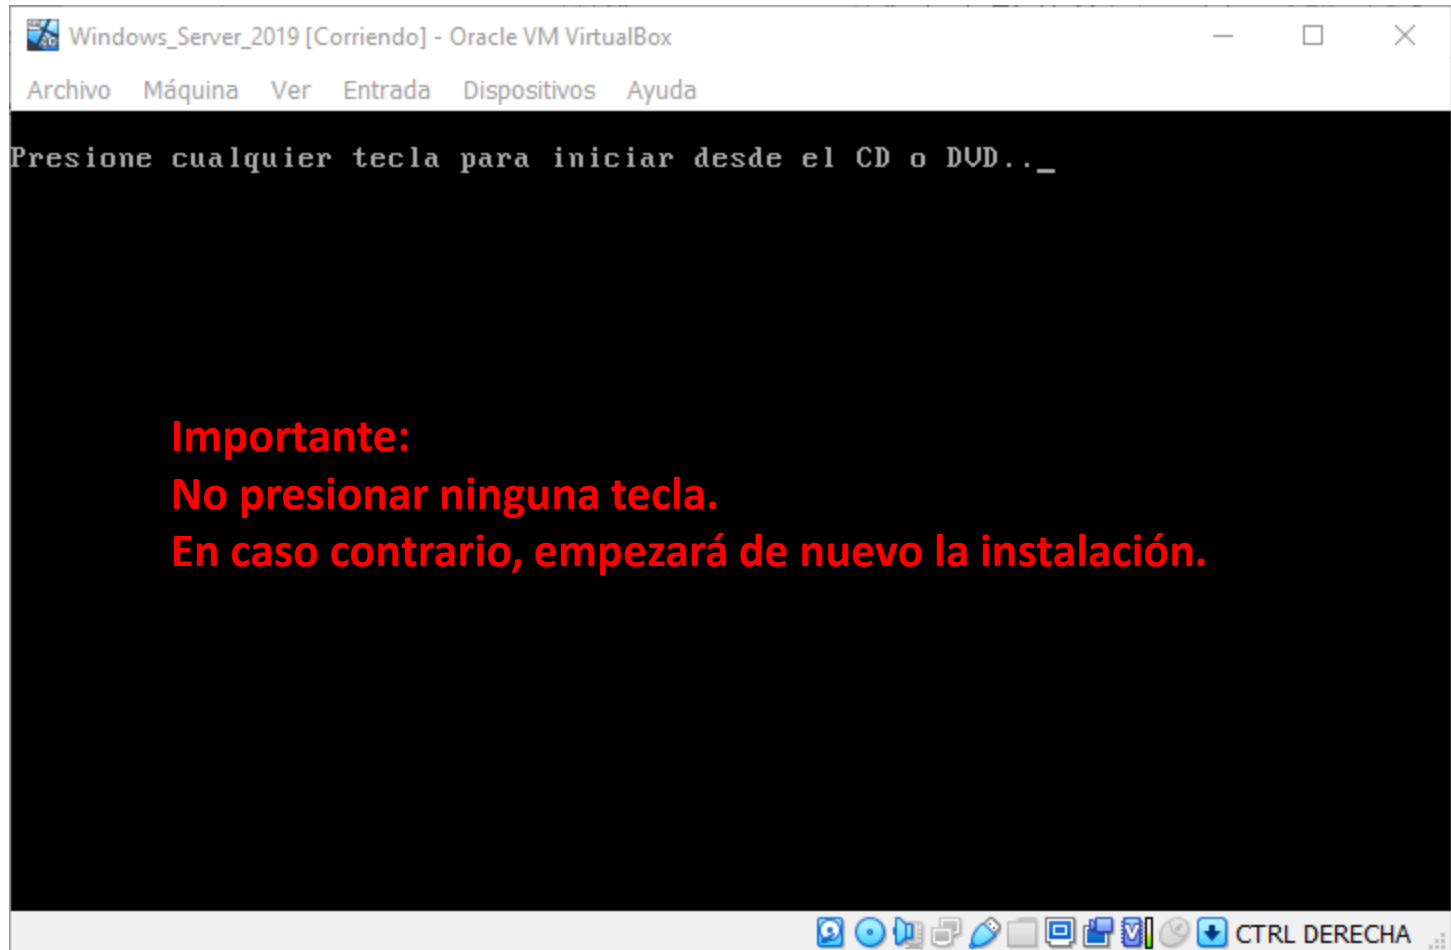 Windows_Server_2019 [Corriendo] - Oracle VM VirtualBox
Archivo Máquina Ver Entrada Dispositivos Ayuda
Presione cualquier tecla para iniciar desde el CD o DVD.._
Importante:
No presionar ninguna tecla.
En caso contrario, empezará de nuevo la instalación.
CTRL DERECHA